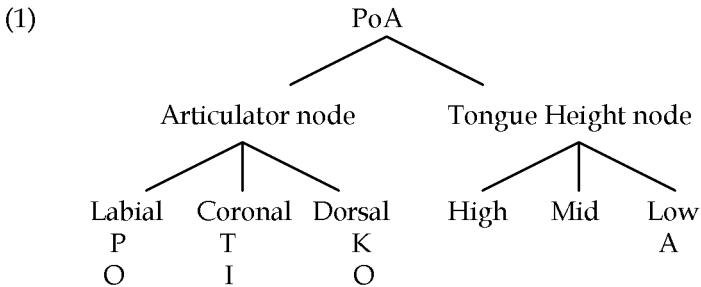 (1) PoA
Articulator node Tongue Height node
Labial Coronal Dorsal High Mid Low
P T K A
O I O